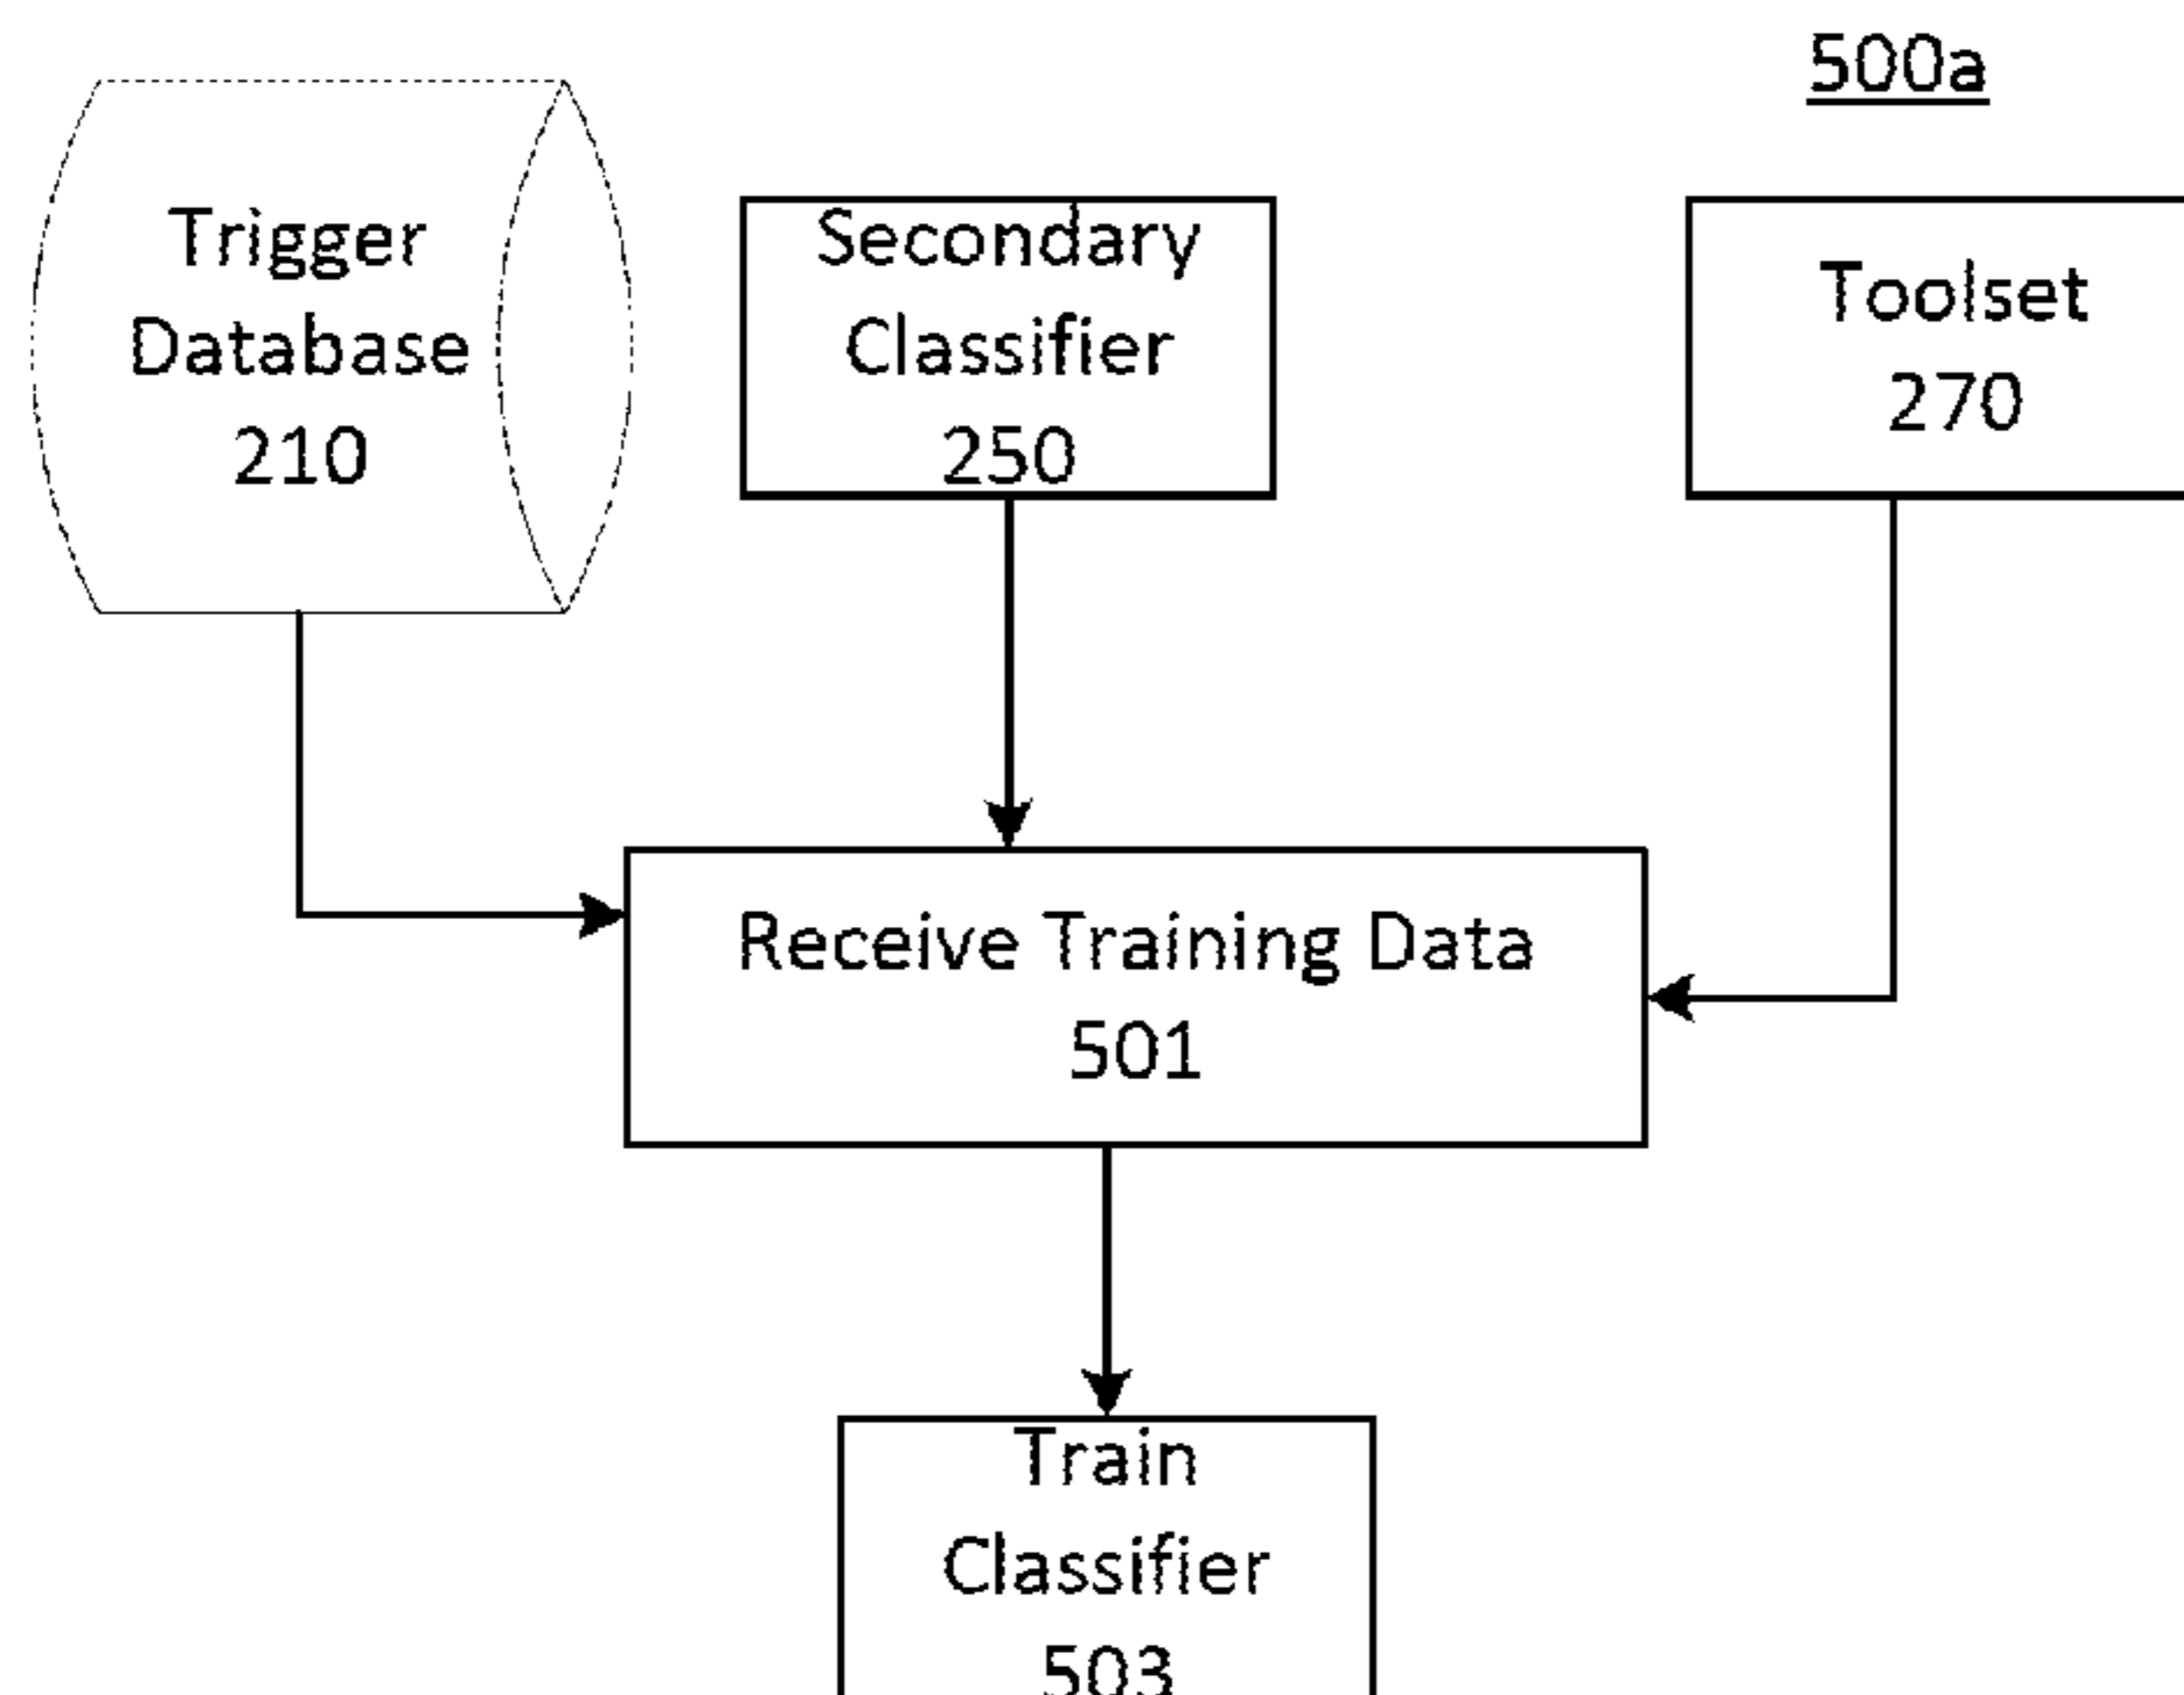 500a
Trigger
Database
210
Secondary
Classifier
250
Toolset
270
Receive Training Data
501
Train
Classifier
503